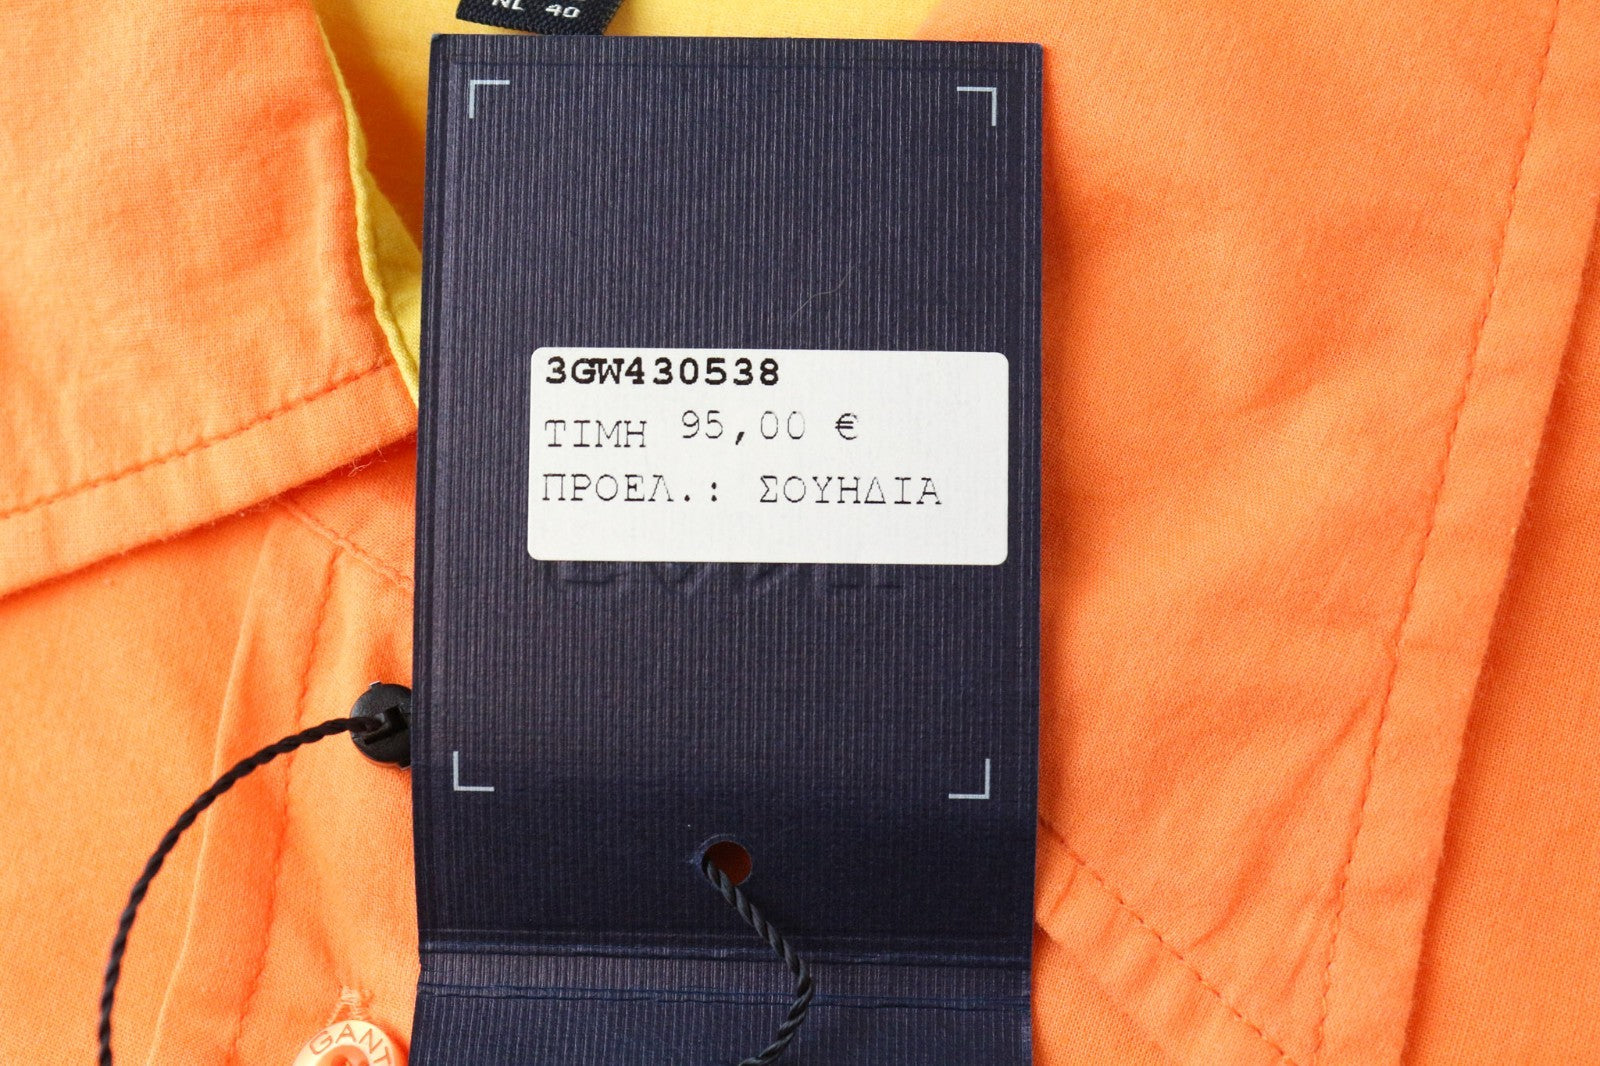 NL 40
3GW430538
ΤΙΜΗ 95,00 €
ΠΡΟΕΛ.: ΣΟΥΗΔΙΑ
GANT